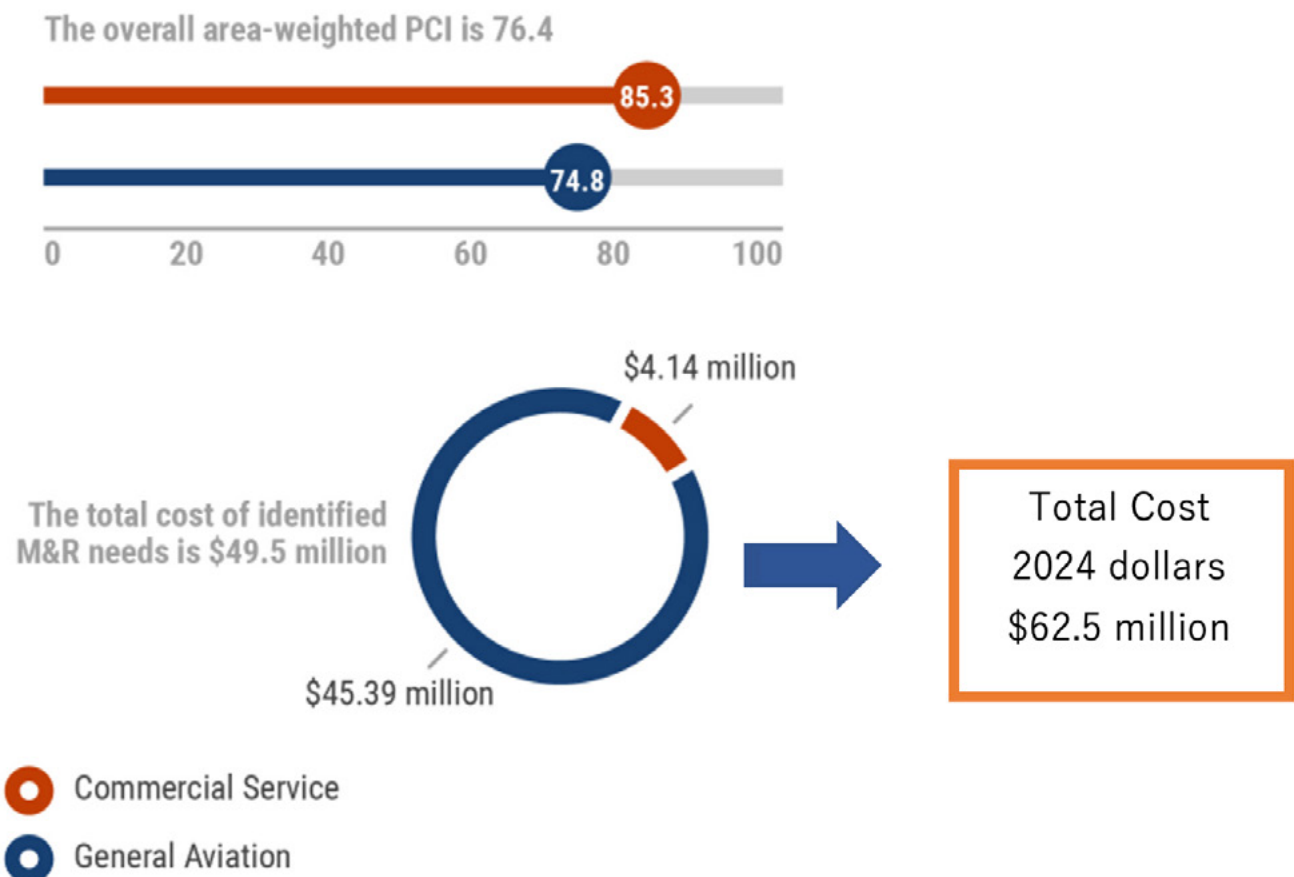 The overall area-weighted PCI is 76.4
85.3
74.8
0 20 40 60 80 100
$4.14 million
The total cost of identified
M&R needs is $49.5 million
$45.39 million
Total Cost
2024 dollars
$62.5 million
Commercial Service
General Aviation